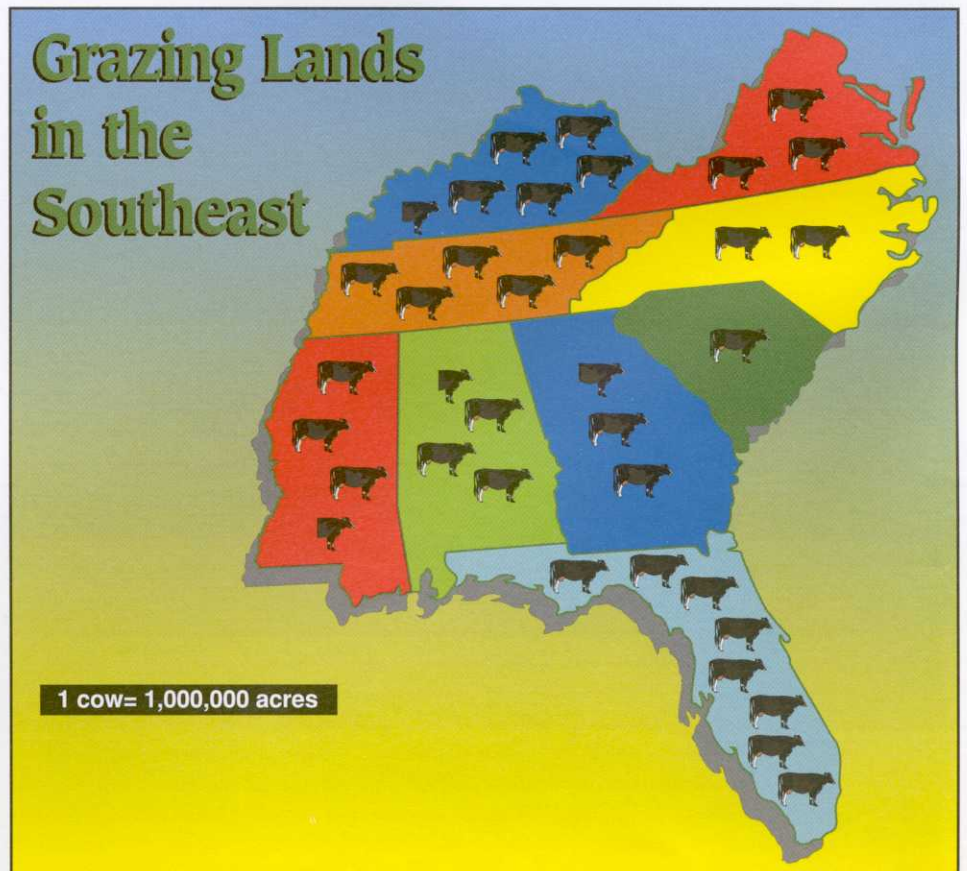 Grazing Lands
in the
Southeast
1 cow= 1,000,000 acres